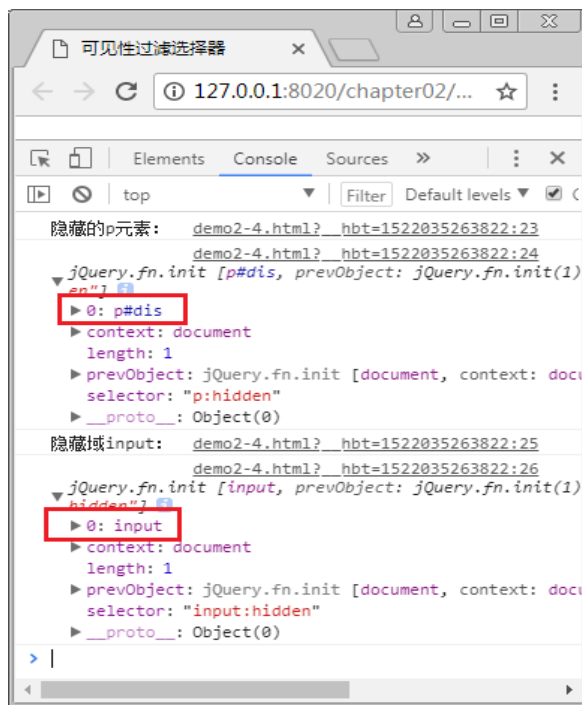 可见性过滤选择器
127.0.0.1:8020/chapter02/...
Elements Console Sources »
top Filter Default levels
隐藏的p元素: demo2-4.html?__hbt=1522035263822:23
demo2-4.html?__hbt=1522035263822:24
jQuery.fn.init [p#dis, prevObject: jQuery.fn.init(1)
en"]
0: p#dis
context: document
length: 1
prevObject: jQuery.fn.init [document, context: docu
selector: "p:hidden"
__proto__: Object(0)
隐藏域input: demo2-4.html?__hbt=1522035263822:25
demo2-4.html?__hbt=1522035263822:26
jQuery.fn.init [input, prevObject: jQuery.fn.init(1)
hidden"]
0: input
context: document
length: 1
prevObject: jQuery.fn.init [document, context: docu
selector: "input:hidden"
__proto__: Object(0)
>